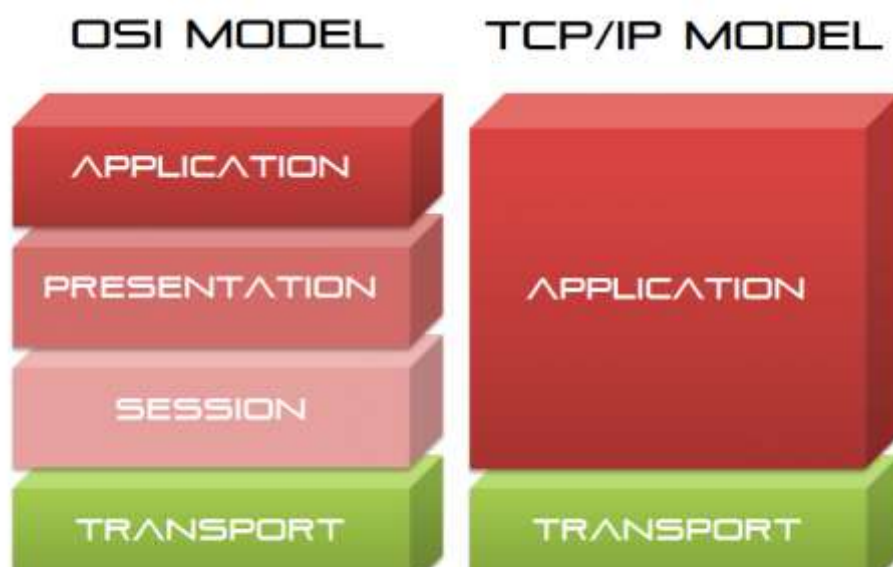 OSI MODEL
TCP/IP MODEL
APPLICATION
PRESENTATION
SESSION
TRANSPORT
APPLICATION
TRANSPORT